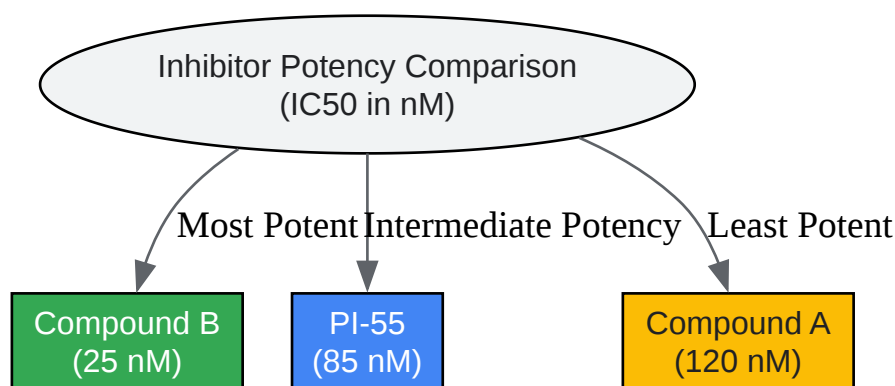 Inhibitor Potency Comparison
(IC50 in nM)
Most Potent
Intermediate Potency
Least Potent
Compound B
(25 nM)
PI-55
(85 nM)
Compound A
(120 nM)